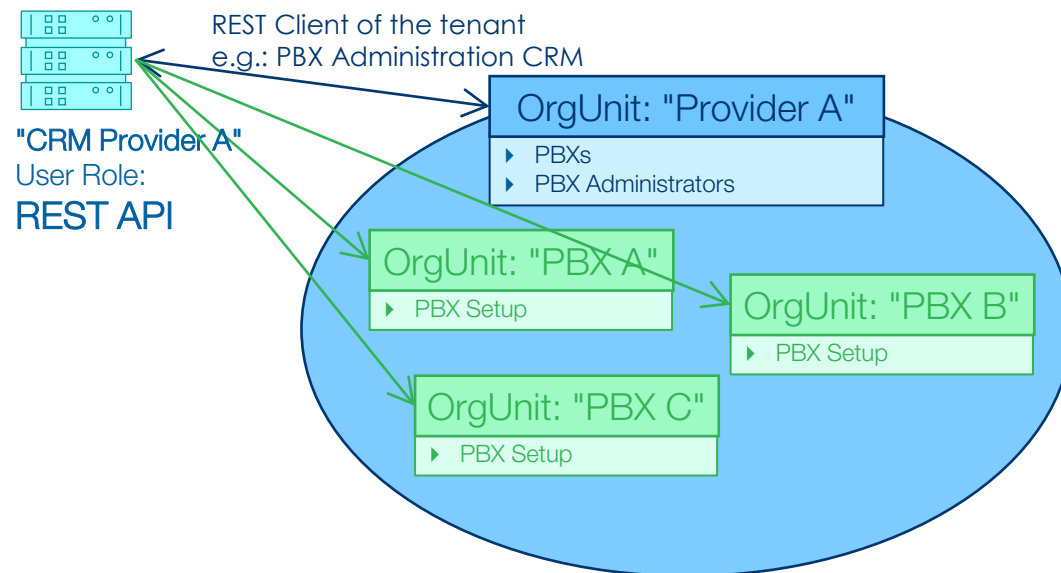 REST Client of the tenant
e.g.: PBX Administration CRM
"CRM Provider A"
User Role:
REST API
OrgUnit: "Provider A"
PBXs
PBX Administrators
OrgUnit: "PBX A"
PBX Setup
OrgUnit: "PBX B"
PBX Setup
OrgUnit: "PBX C"
PBX Setup